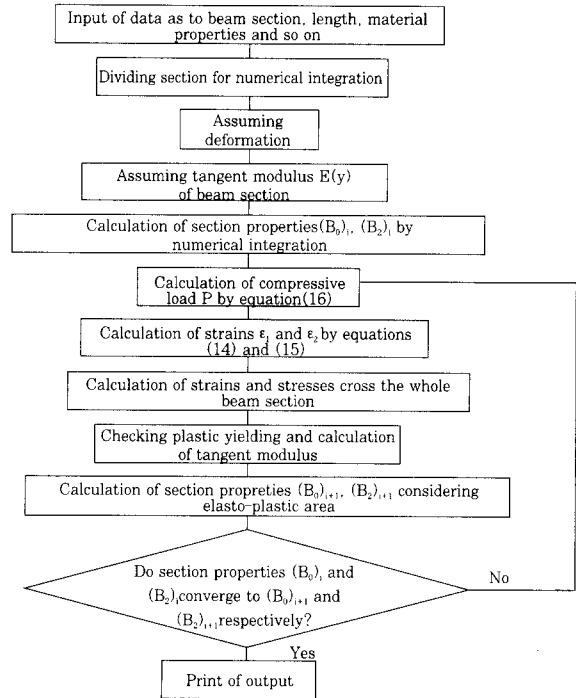 Input of data as to beam section, length, material
properties and so on
Dividing section for numerical integration
Assuming
deformation
Assuming tangent modulus E(y)
of beam section
Calculation of section properties(B₀)ᵢ, (B₂)ᵢ by
numerical integration
Calculation of compressive
load P by equation(16)
Calculation of strains ε₁ and ε₂ by equations
(14) and (15)
Calculation of strains and stresses cross the whole
beam section
Checking plastic yielding and calculation
of tangent modulus
Calculation of section propreties (B₀)ᵢ₊₁, (B₂)ᵢ₊₁ considering
elasto-plastic area
Do section properties (B₀)ᵢ and
(B₂)ᵢconverge to (B₀)ᵢ₊₁ and
(B₂)ᵢ₊₁respectively?
No
Yes
Print of output